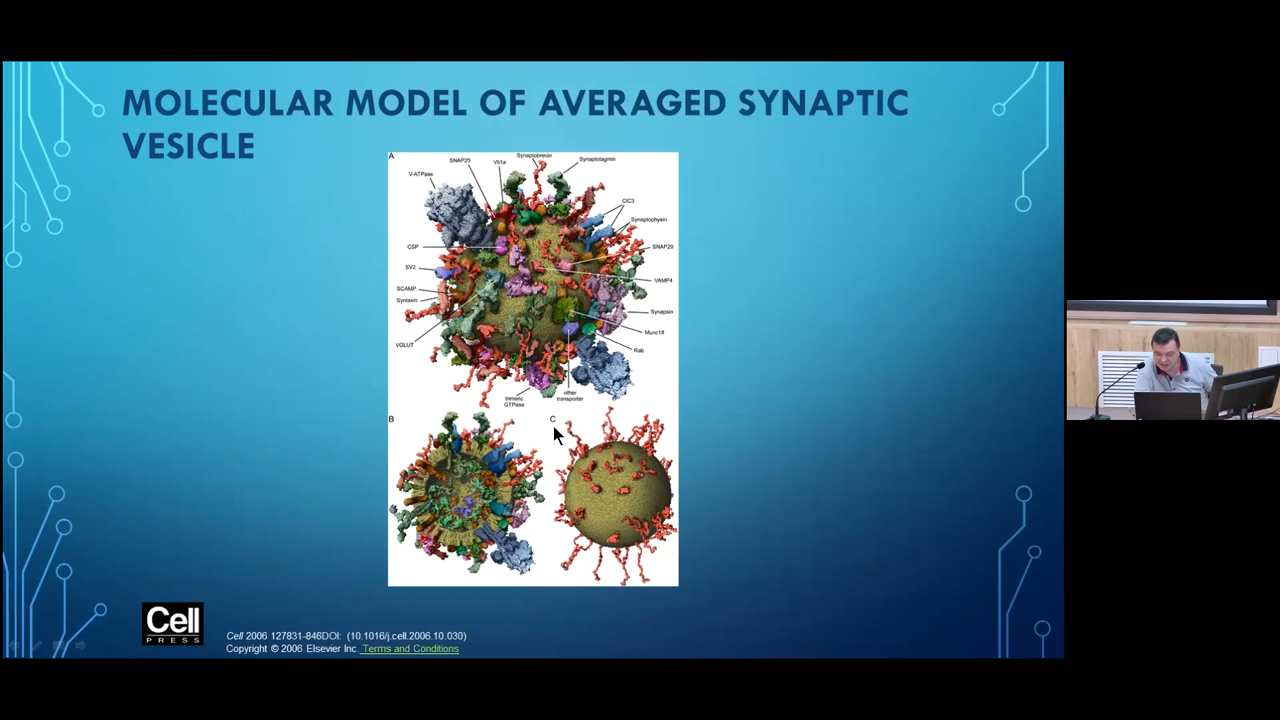 MOLECULAR MODEL OF AVERAGED SYNAPTIC
VESICLE
A
SNAP25
Vti1a
Synaptobrevin
Synaptotagmin
V-ATPase
ClC3
Synaptophysin
CSP
SNAP29
SV2
VAMP4
SCAMP
Syntaxin
Synapsin
Munc18
VGLUT
Rab
trimeric
GTPase
other
transporter
B
C
Cell
PRESS
Cell 2006 127831-846DOI: (10.1016/j.cell.2006.10.030)
Copyright © 2006 Elsevier Inc. Terms and Conditions